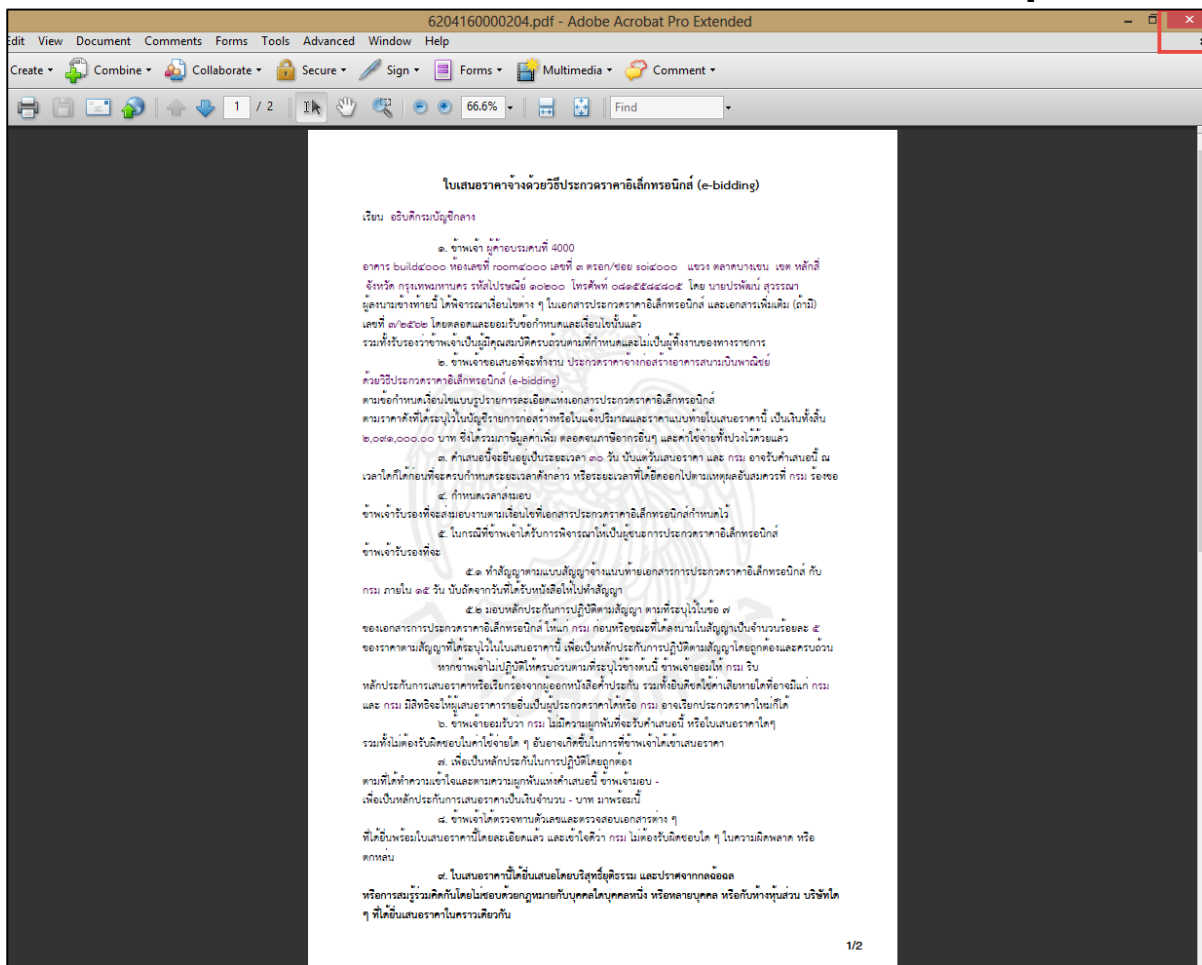 6204160000204.pdf - Adobe Acrobat Pro Extended
Edit View Document Comments Forms Tools Advanced Window Help
Create Combine Collaborate Secure Sign Forms Multimedia Comment
1 / 2 66.6% Find
ใบเสนอราคาจ้างด้วยวิธีประกวดราคาอิเล็กทรอนิกส์ (e-bidding)
เรียน อธิบดีกรมบัญชีกลาง
๑. ข้าพเจ้า ผู้ค้าอบรมคนที่ 4000
อาคาร build๔๐๐๐ ห้องเลขที่ room๔๐๐๐ เลขที่ ๓ ตรอก/ซอย soi๔๐๐๐ แขวง ตลาดบางเขน เขต หลักสี่
จังหวัด กรุงเทพมหานคร รหัสไปรษณีย์ ๑๐๒๐๐ โทรศัพท์ ๐๘๑๕๕๘๘๘๐๕ โดย นายประพัฒน์ สุวรรณา
ผู้ลงนามข้างท้ายนี้ ได้พิจารณาเงื่อนไขต่าง ๆ ในเอกสารประกวดราคาอิเล็กทรอนิกส์ และเอกสารเพิ่มเติม (ถ้ามี)
เลขที่ ๓/๒๕๖๒ โดยตลอดและยอมรับข้อกำหนดและเงื่อนไขนั้นแล้ว
รวมทั้งรับรองว่าข้าพเจ้าเป็นผู้มีคุณสมบัติครบถ้วนตามที่กำหนดและไม่เป็นผู้ทิ้งงานของทางราชการ
๒. ข้าพเจ้าขอเสนอที่จะทำงาน ประกวดราคาจ้างก่อสร้างอาคารสนามบินพาณิชย์
ด้วยวิธีประกวดราคาอิเล็กทรอนิกส์ (e-bidding)
ตามข้อกำหนดเงื่อนไขแบบรูปรายการละเอียดแห่งเอกสารประกวดราคาอิเล็กทรอนิกส์
ตามราคาดังที่ได้ระบุไว้ในบัญชีรายการก่อสร้างหรือใบแจ้งปริมาณและราคาแนบท้ายใบเสนอราคานี้ เป็นเงินทั้งสิ้น
๒,๐๙๑,๐๐๐.๐๐ บาท ซึ่งได้รวมภาษีมูลค่าเพิ่ม ตลอดจนภาษีอากรอื่นๆ และค่าใช้จ่ายทั้งปวงไว้ด้วยแล้ว
๓. คำเสนอนี้จะยืนอยู่เป็นระยะเวลา ๓๐ วัน นับแต่วันเสนอราคา และ กรม อาจรับคำเสนอนี้ ณ
เวลาใดก็ได้ก่อนที่จะครบกำหนดระยะเวลาดังกล่าว หรือระยะเวลาที่ได้ยืดออกไปตามเหตุผลอันสมควรที่ กรม ร้องขอ
๔. กำหนดเวลาส่งมอบ
ข้าพเจ้ารับรองที่จะส่งมอบงานตามเงื่อนไขที่เอกสารประกวดราคาอิเล็กทรอนิกส์กำหนดไว้
๕. ในกรณีที่ข้าพเจ้าได้รับการพิจารณาให้เป็นผู้ชนะการประกวดราคาอิเล็กทรอนิกส์
ข้าพเจ้ารับรองที่จะ
๕.๑ ทำสัญญาตามแบบสัญญาจ้างแนบท้ายเอกสารการประกวดราคาอิเล็กทรอนิกส์ กับ
กรม ภายใน ๑๕ วัน นับถัดจากวันที่ได้รับหนังสือให้ไปทำสัญญา
๕.๒ มอบหลักประกันการปฏิบัติตามสัญญา ตามที่ระบุไว้ในข้อ ๗
ของเอกสารการประกวดราคาอิเล็กทรอนิกส์ ให้แก่ กรม ก่อนหรือขณะที่ได้ลงนามในสัญญาเป็นจำนวนร้อยละ ๕
ของราคาตามสัญญาที่ได้ระบุไว้ในใบเสนอราคานี้ เพื่อเป็นหลักประกันการปฏิบัติตามสัญญาโดยถูกต้องและครบถ้วน
หากข้าพเจ้าไม่ปฏิบัติให้ครบถ้วนตามที่ระบุไว้ข้างต้นนี้ ข้าพเจ้ายอมให้ กรม ริบ
หลักประกันการเสนอราคาหรือเรียกร้องจากผู้ออกหนังสือค้ำประกัน รวมทั้งยินดีชดใช้ค่าเสียหายใดที่อาจมีแก่ กรม
และ กรม มีสิทธิจะให้ผู้เสนอราคารายอื่นเป็นผู้ประกวดราคาได้หรือ กรม อาจเรียกประกวดราคาใหม่ก็ได้
๖. ข้าพเจ้ายอมรับว่า กรม ไม่มีความผูกพันที่จะรับคำเสนอนี้ หรือใบเสนอราคาใดๆ
รวมทั้งไม่ต้องรับผิดชอบในค่าใช้จ่ายใด ๆ อันอาจเกิดขึ้นในการที่ข้าพเจ้าได้เข้าเสนอราคา
๗. เพื่อเป็นหลักประกันในการปฏิบัติโดยถูกต้อง
ตามที่ได้ทำความเข้าใจและตามความผูกพันแห่งคำเสนอนี้ ข้าพเจ้ามอบ -
เพื่อเป็นหลักประกันการเสนอราคาเป็นเงินจำนวน - บาท มาพร้อมนี้
๘. ข้าพเจ้าได้ตรวจทานตัวเลขและตรวจสอบเอกสารต่าง ๆ
ที่ได้ยื่นพร้อมใบเสนอราคานี้โดยละเอียดแล้ว และเข้าใจดีว่า กรม ไม่ต้องรับผิดชอบใด ๆ ในความผิดพลาด หรือ
ตกหล่น
๙. ใบเสนอราคานี้ได้ยื่นเสนอโดยบริสุทธิ์ยุติธรรม และปราศจากกลฉ้อฉล
หรือการสมรู้ร่วมคิดกันโดยไม่ชอบด้วยกฎหมายกับบุคคลใดบุคคลหนึ่ง หรือหลายบุคคล หรือกับห้างหุ้นส่วน บริษัทใด
ๆ ที่ได้ยื่นเสนอราคาในคราวเดียวกัน
1/2